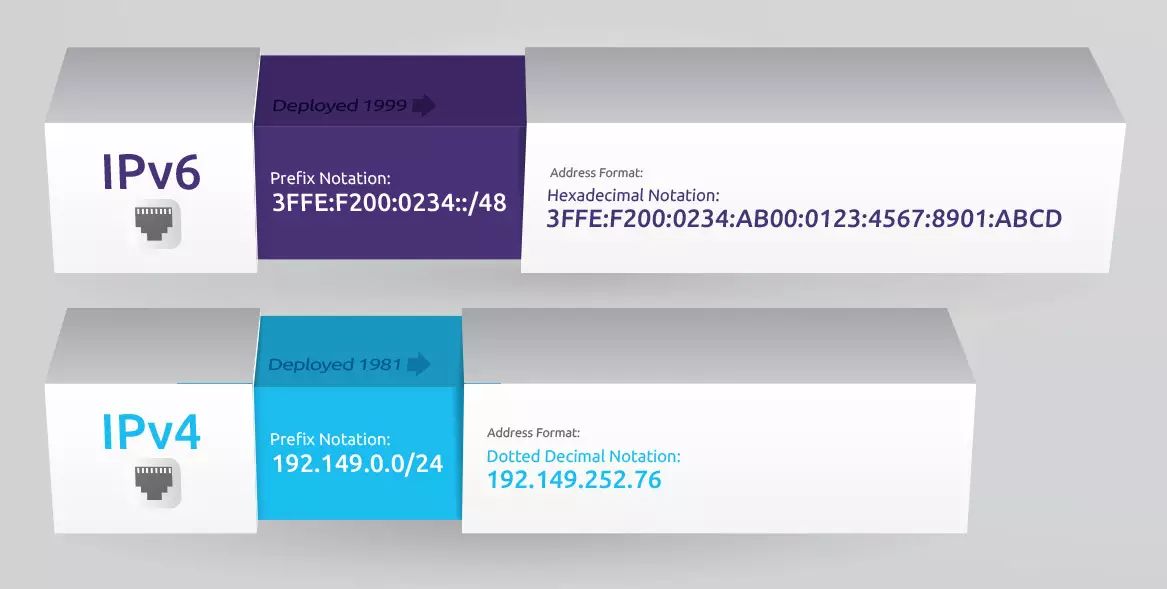 Deployed 1999
IPv6
Prefix Notation:
3FFE:F200:0234::/48
Address Format:
Hexadecimal Notation:
3FFE:F200:0234:AB00:0123:4567:8901:ABCD
Deployed 1981
IPv4
Prefix Notation:
192.149.0.0/24
Address Format:
Dotted Decimal Notation:
192.149.252.76